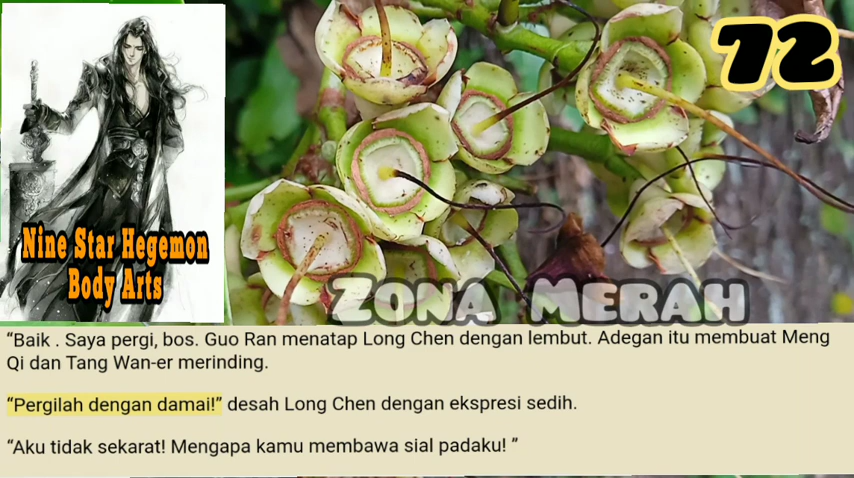 72
Nine Star Hegemon
Body Arts
ZONA MERAH
“Baik . Saya pergi, bos. Guo Ran menatap Long Chen dengan lembut. Adegan itu membuat Meng
Qi dan Tang Wan-er merinding.
“Pergilah dengan damai!” desah Long Chen dengan ekspresi sedih.
“Aku tidak sekarat! Mengapa kamu membawa sial padaku! ”